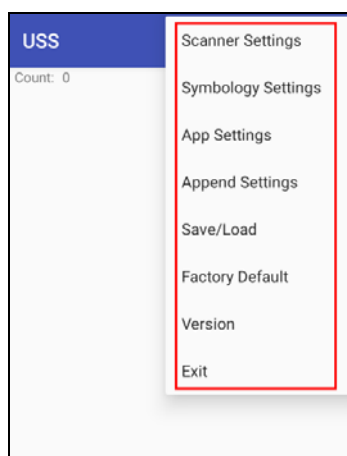 USS
Count: 0
Scanner Settings
Symbology Settings
App Settings
Append Settings
Save/Load
Factory Default
Version
Exit